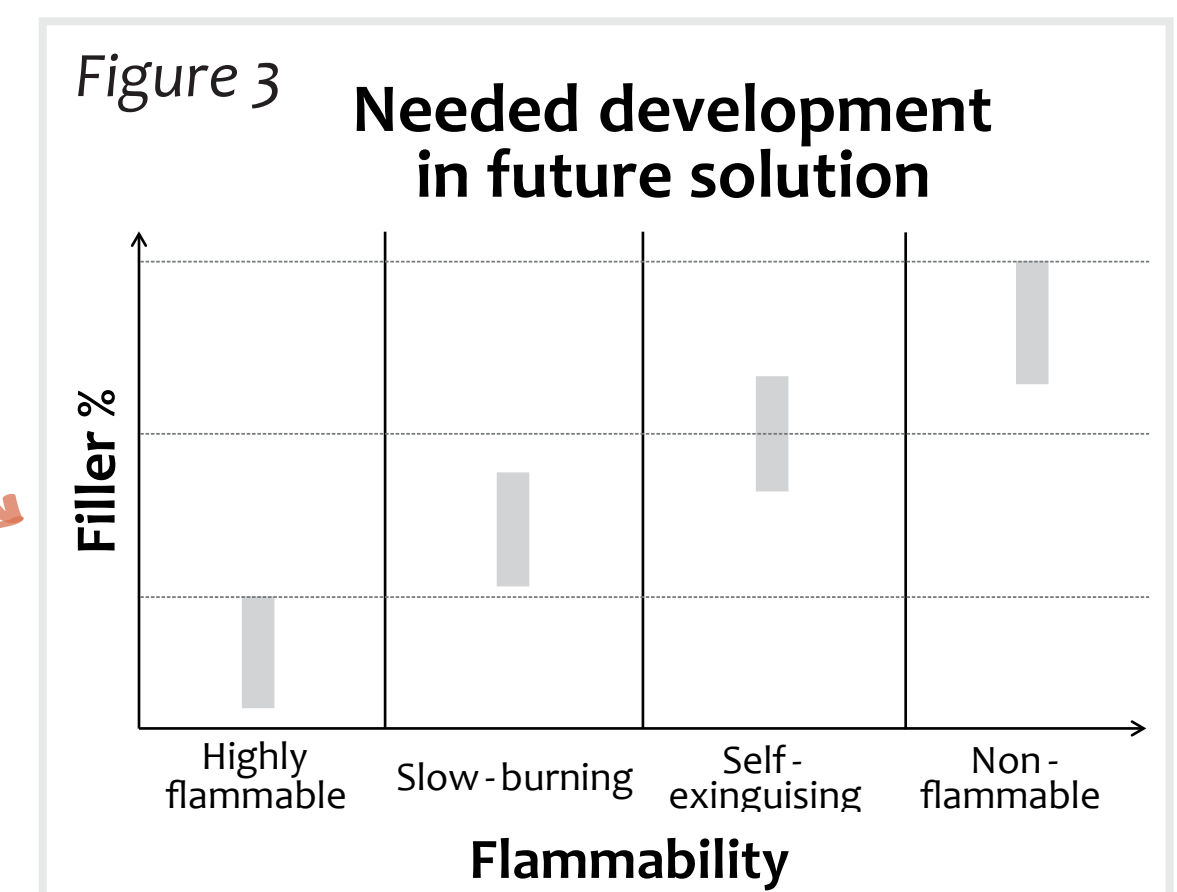 Figure 3
Needed development
in future solution
Filler %
Highly
flammable
Slow - burning
Self -
exinguising
Non -
flammable
Flammability